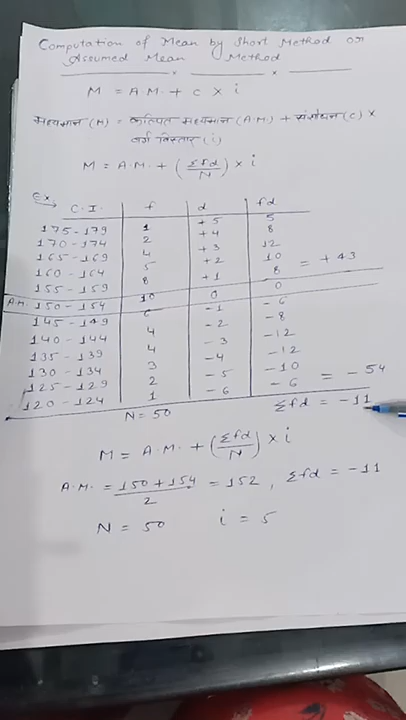 Computation of Mean by Short Method or
Assumed Mean Method
M = A.M. + C × i
मध्यमान (M) = कल्पित मध्यमान (A.M.) + संशोधन (C) ×
वर्ग विस्तार (i)
M = A.M. + (Σfd/N) × i
Ex.
C.I. f d fd
175-179 1 +5 5
170-174 2 +4 8
165-169 4 +3 12
160-164 5 +2 10 = +43
155-159 8 +1 8
A.M. 150-154 10 0 0
145-149 6 -1 -6
140-144 4 -2 -8
135-139 4 -3 -12
130-134 3 -4 -12
125-129 2 -5 -10
120-124 1 -6 -6 = -54
N = 50 Σfd = -11
M = A.M. + (Σfd/N) × i
A.M. = 150+154/2 = 152, Σfd = -11
N = 50 i = 5